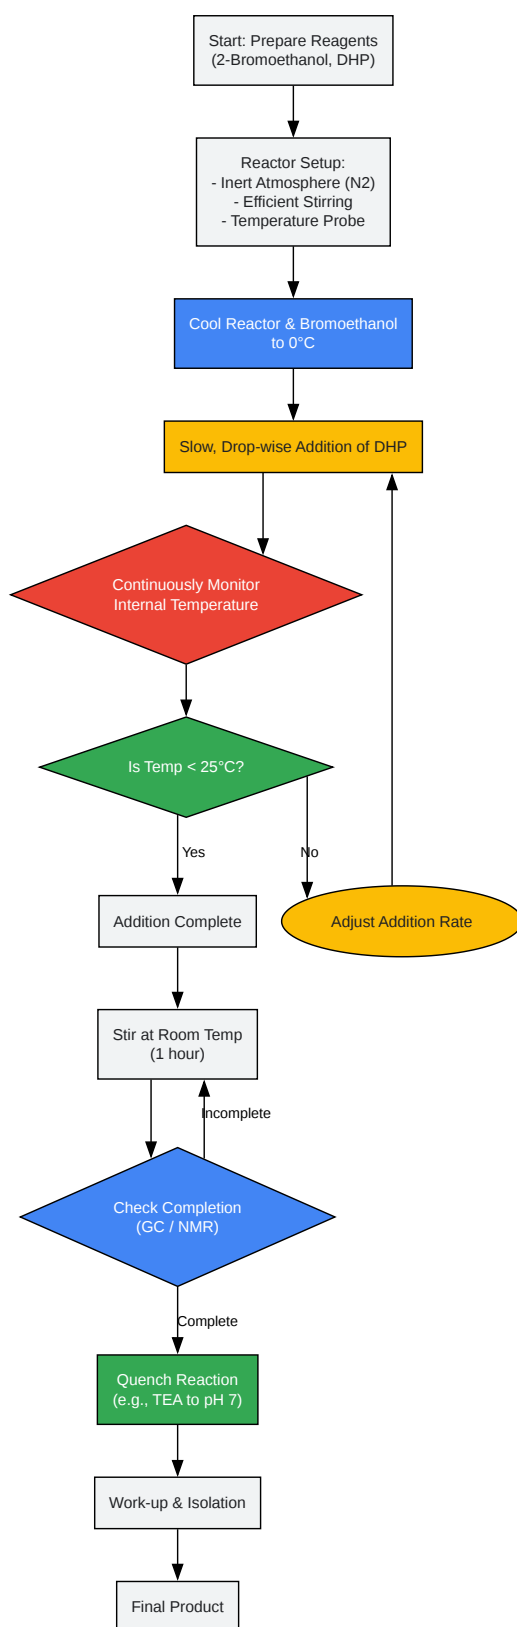 Start: Prepare Reagents
(2-Bromoethanol, DHP)
Reactor Setup:
- Inert Atmosphere (N2)
- Efficient Stirring
- Temperature Probe
Cool Reactor & Bromoethanol
to 0°C
Slow, Drop-wise Addition of DHP
Continuously Monitor
Internal Temperature
Is Temp < 25°C?
Yes
No
Addition Complete
Adjust Addition Rate
Stir at Room Temp
(1 hour)
Incomplete
Check Completion
(GC / NMR)
Complete
Quench Reaction
(e.g., TEA to pH 7)
Work-up & Isolation
Final Product